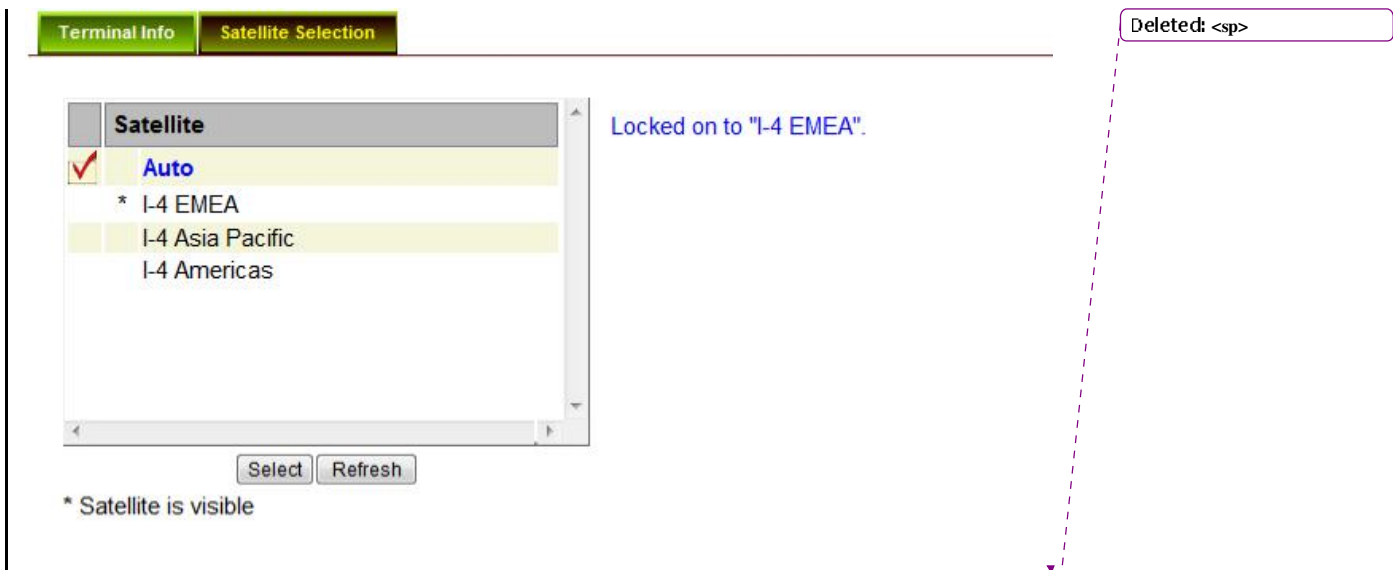 Terminal Info Satellite Selection
Deleted: <sp>
Satellite
Locked on to "I-4 EMEA".
Auto
* I-4 EMEA
I-4 Asia Pacific
I-4 Americas
Select Refresh
* Satellite is visible